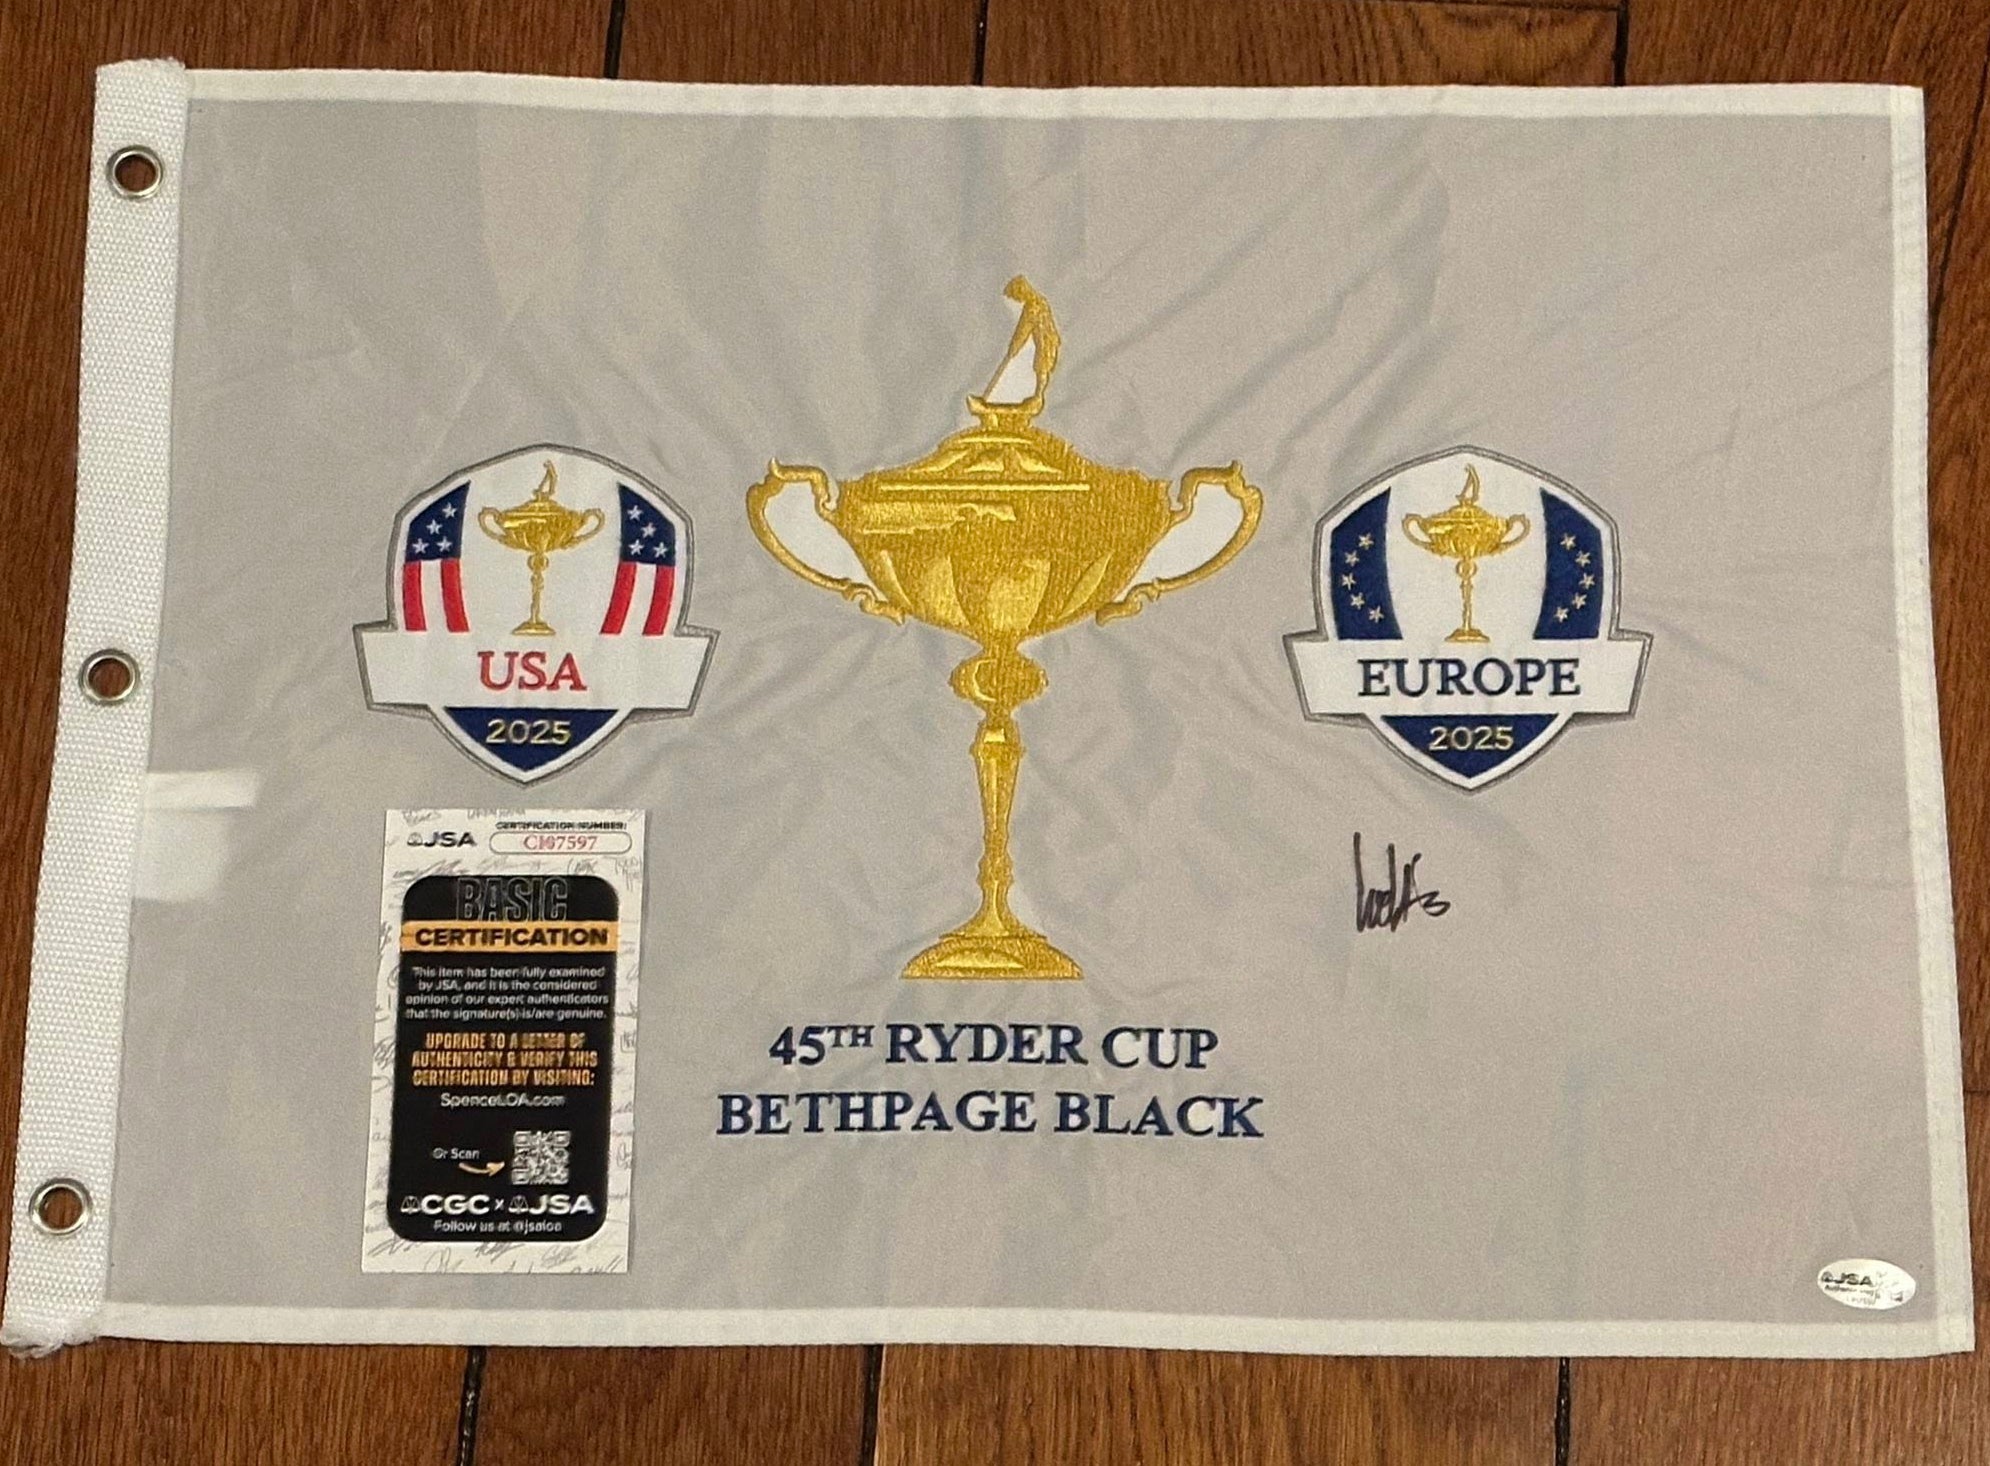 USA
2025
EUROPE
2025
JSA
CERTIFICATION NUMBER:
CI67597
BASIC
CERTIFICATION
This item has been fully examined
by JSA, and it is the considered
opinion of our expert authenticators
that the signature(s) is/are genuine.
UPGRADE TO A LETTER OF
AUTHENTICITY & VERIFY THIS
CERTIFICATION BY VISITING:
SpenceLOA.com
Or Scan
CGC x JSA
Follow us at @jsaloa
45TH RYDER CUP
BETHPAGE BLACK
JSA